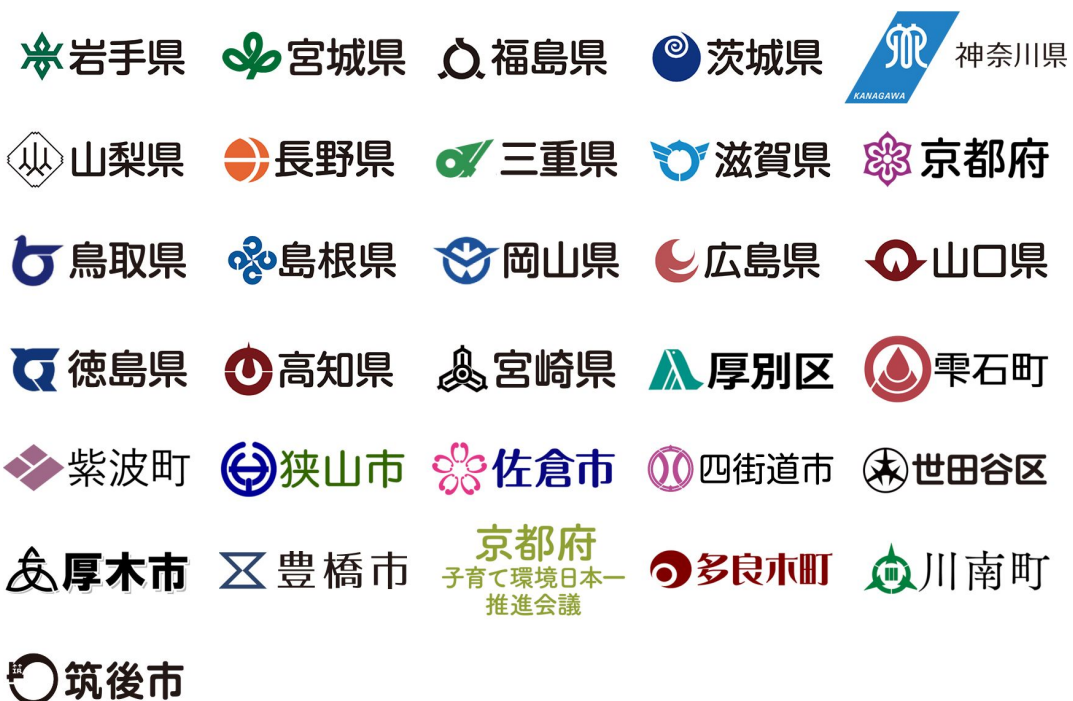 岩手県 宮城県 福島県 茨城県 KANAGAWA 神奈川県
山梨県 長野県 三重県 滋賀県 京都府
鳥取県 島根県 岡山県 広島県 山口県
徳島県 高知県 宮崎県 厚別区 雫石町
紫波町 狭山市 佐倉市 四街道市 世田谷区
厚木市 豊橋市 京都府
子育て環境日本一
推進会議 多良木町 川南町
筑 筑後市